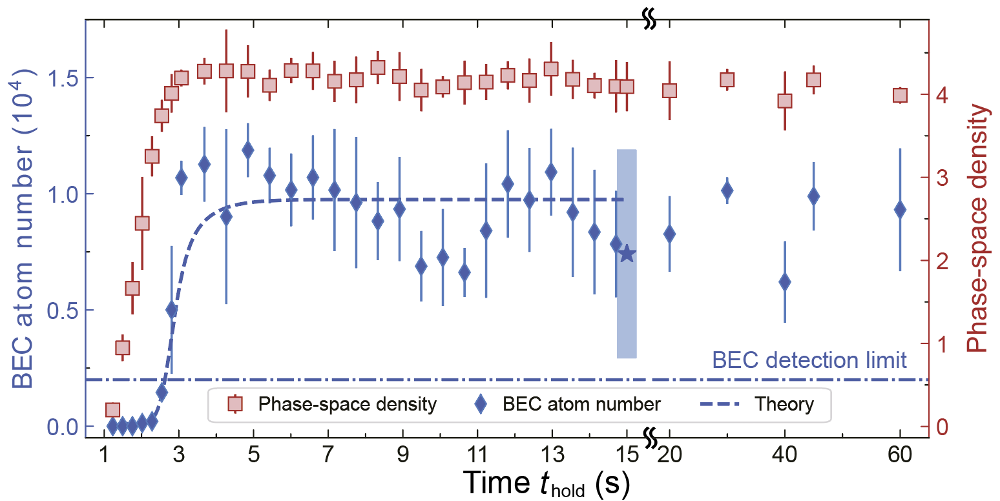 BEC atom number (10⁴)
1.5
1.0
0.5
0.0
Phase-space density
4
3
2
1
0
BEC detection limit
Phase-space density
BEC atom number
Theory
1 3 5 7 9 11 13 15 20 40 60
Time t_hold (s)